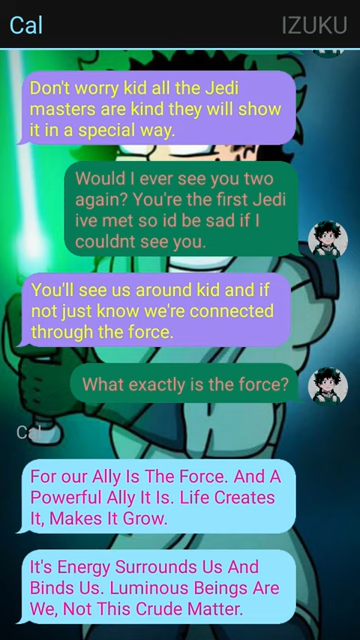 Cal
IZUKU
Don't worry kid all the Jedi
masters are kind they will show
it in a special way.
Would I ever see you two
again? You're the first Jedi
ive met so id be sad if I
couldnt see you.
You'll see us around kid and if
not just know we're connected
through the force.
What exactly is the force?
Cal
For our Ally Is The Force. And A
Powerful Ally It Is. Life Creates
It, Makes It Grow.
It's Energy Surrounds Us And
Binds Us. Luminous Beings Are
We, Not This Crude Matter.